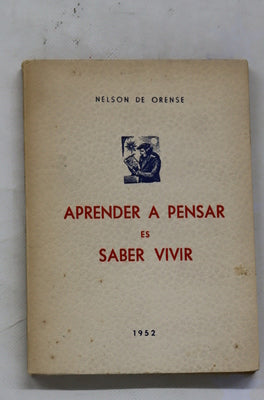 NELSON DE ORENSE
APRENDER A PENSAR
ES
SABER VIVIR
1952